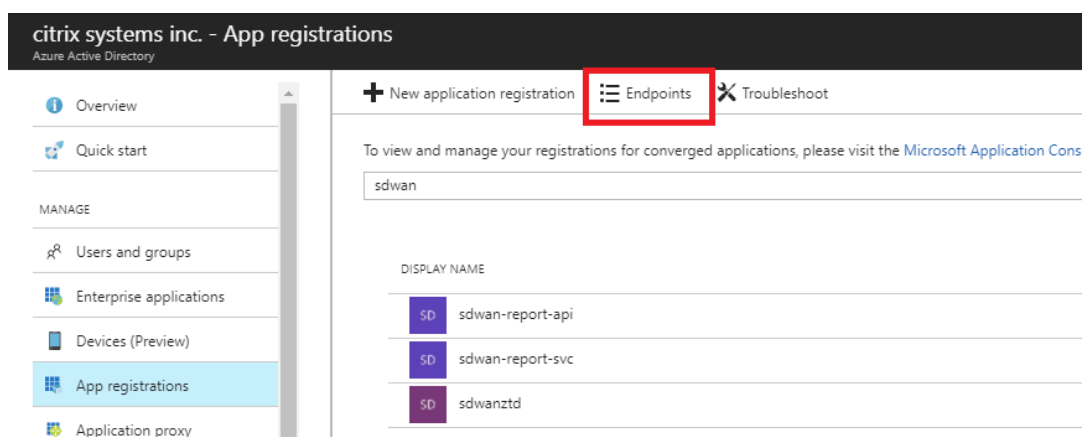 citrix systems inc. - App registrations
Azure Active Directory
Overview
Quick start
MANAGE
Users and groups
Enterprise applications
Devices (Preview)
App registrations
Application proxy
New application registration Endpoints Troubleshoot
To view and manage your registrations for converged applications, please visit the Microsoft Application Cons
sdwan
DISPLAY NAME
SD sdwan-report-api
SD sdwan-report-svc
SD sdwanztd